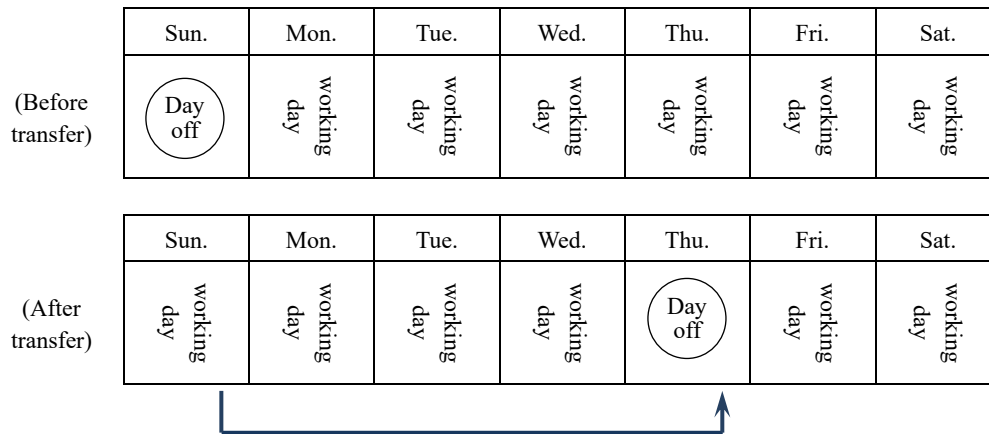 Sun. Mon. Tue. Wed. Thu. Fri. Sat.
(Before
transfer)
Day
off
working
day
working
day
working
day
working
day
working
day
working
day
Sun. Mon. Tue. Wed. Thu. Fri. Sat.
(After
transfer)
working
day
working
day
working
day
working
day
Day
off
working
day
working
day